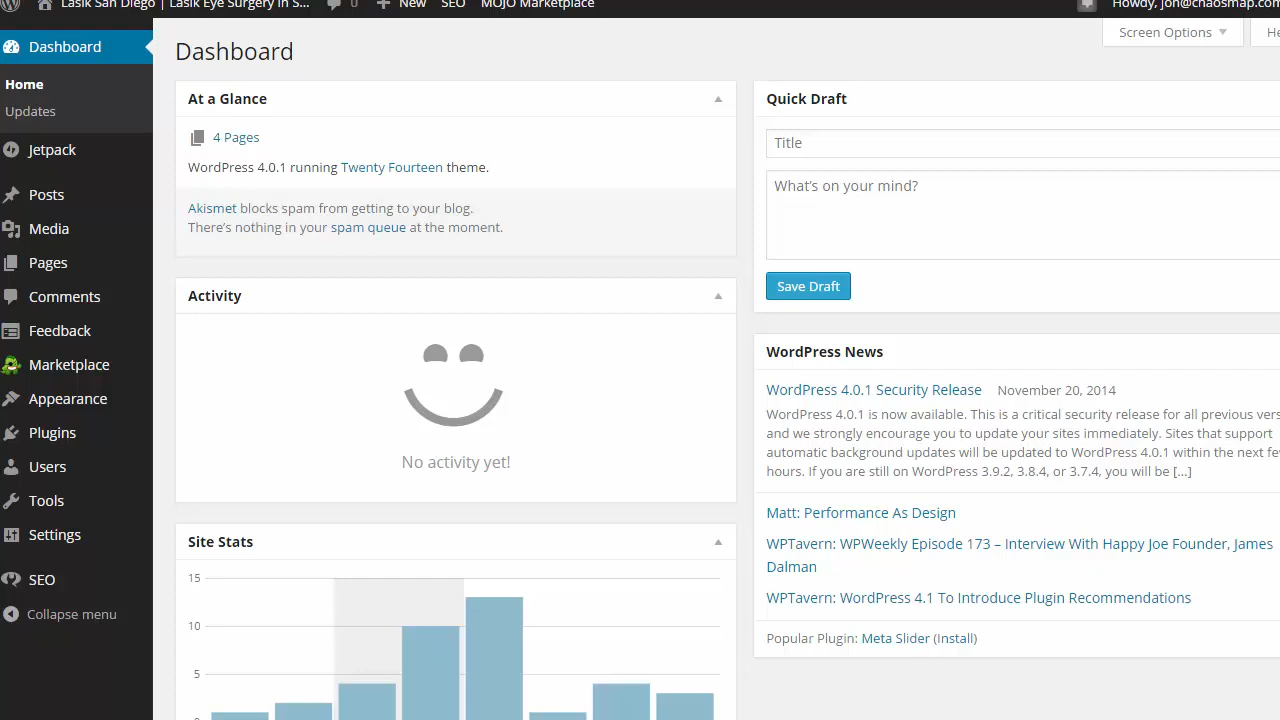 Lasik San Diego | Lasik Eye Surgery in S...
0
New
SEO
MOJO Marketplace
Howdy, jon@chaosmap.com
Dashboard
Home
Updates
Jetpack
Posts
Media
Pages
Comments
Feedback
Marketplace
Appearance
Plugins
Users
Tools
Settings
SEO
Collapse menu
Screen Options
He
Dashboard
At a Glance
4 Pages
WordPress 4.0.1 running Twenty Fourteen theme.
Akismet blocks spam from getting to your blog.
There's nothing in your spam queue at the moment.
Activity
No activity yet!
Site Stats
15
10
5
Quick Draft
Title
What's on your mind?
Save Draft
WordPress News
WordPress 4.0.1 Security Release November 20, 2014
WordPress 4.0.1 is now available. This is a critical security release for all previous vers
and we strongly encourage you to update your sites immediately. Sites that support
automatic background updates will be updated to WordPress 4.0.1 within the next fe
hours. If you are still on WordPress 3.9.2, 3.8.4, or 3.7.4, you will be […]
Matt: Performance As Design
WPTavern: WPWeekly Episode 173 – Interview With Happy Joe Founder, James
Dalman
WPTavern: WordPress 4.1 To Introduce Plugin Recommendations
Popular Plugin: Meta Slider (Install)